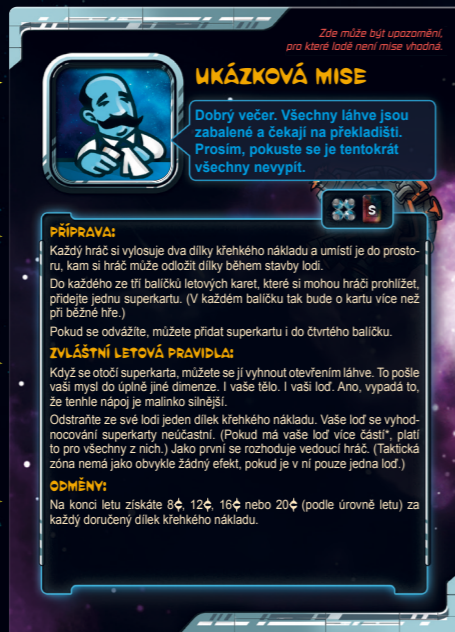 Zde může být upozornění,
pro které lodě není mise vhodná.
UKÁZKOVÁ MISE
Dobrý večer. Všechny láhve jsou
zabalené a čekají na překladišti.
Prosím, pokuste se je tentokrát
všechny nevypít.
S
PŘÍPRAVA:
Každý hráč si vylosuje dva dílky křehkého nákladu a umístí je do prosto-
ru, kam si hráč může odložit dílky během stavby lodi.
Do každého ze tří balíčků letových karet, které si mohou hráči prohlížet,
přidejte jednu superkartu. (V každém balíčku tak bude o kartu více než
při běžné hře.)
Pokud se odvážíte, můžete přidat superkartu i do čtvrtého balíčku.
ZVLÁŠTNÍ LETOVÁ PRAVIDLA:
Když se otočí superkarta, můžete se jí vyhnout otevřením láhve. To pošle
vaši mysl do úplně jiné dimenze. I vaše tělo. I vaši loď. Ano, vypadá to,
že tenhle nápoj je malinko silnější.
Odstraňte ze své lodi jeden dílek křehkého nákladu. Vaše loď se vyhod-
nocování superkarty neúčastní. (Pokud má vaše loď více částí*, platí
to pro všechny z nich.) Jako první se rozhoduje vedoucí hráč. (Taktická
zóna nemá jako obvykle žádný efekt, pokud je v ní pouze jedna loď.)
ODMĚNY:
Na konci letu získáte 8¢, 12¢, 16¢ nebo 20¢ (podle úrovně letu) za
každý doručený dílek křehkého nákladu.